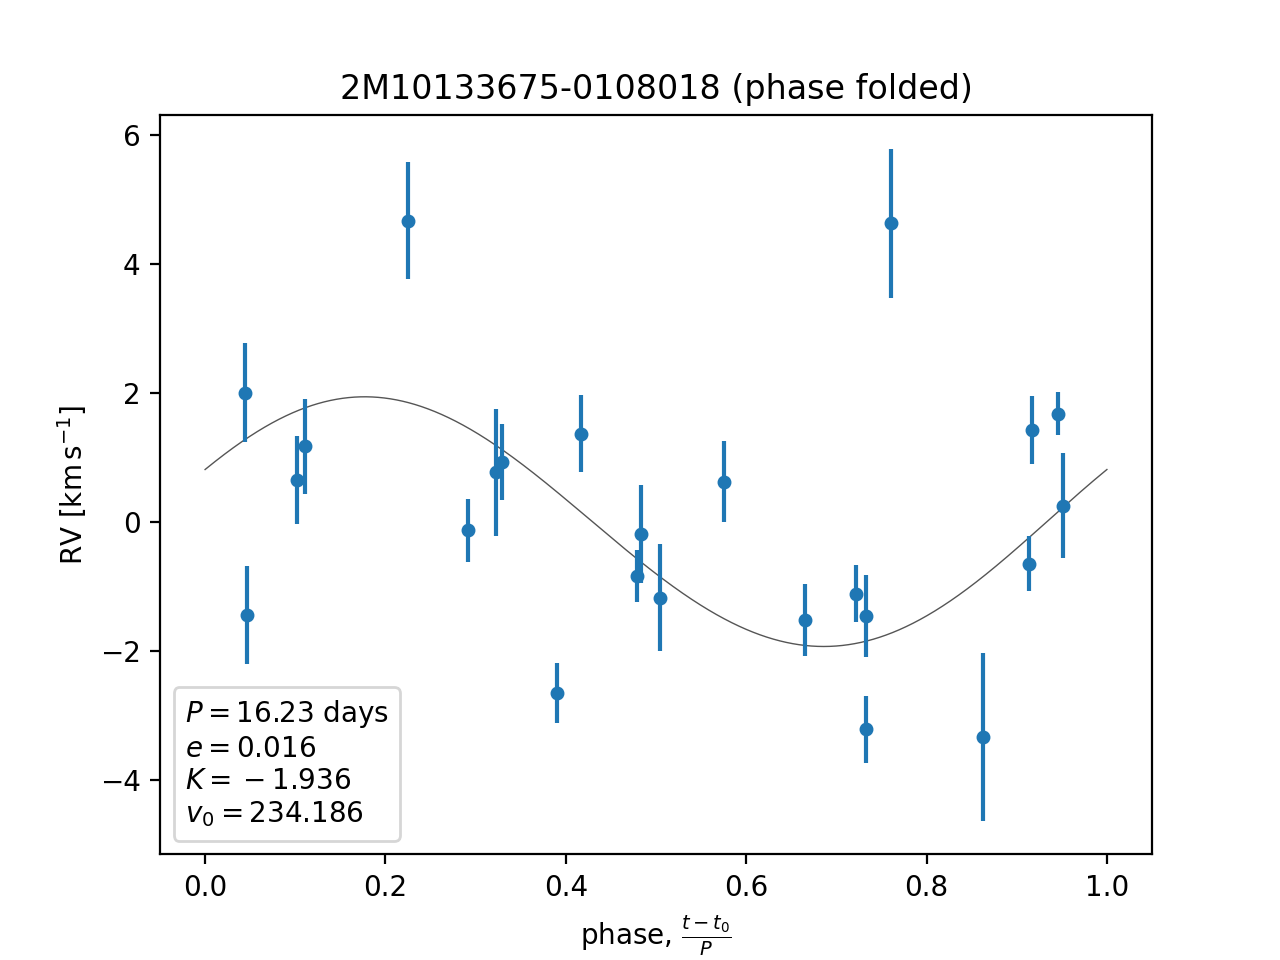 2M10133675-0108018 (phase folded)
6
4
2
0
−2
−4
RV [km s⁻¹]
P = 16.23 days
e = 0.016
K = −1.936
v₀ = 234.186
0.0 0.2 0.4 0.6 0.8 1.0
phase, (t − t₀)/P